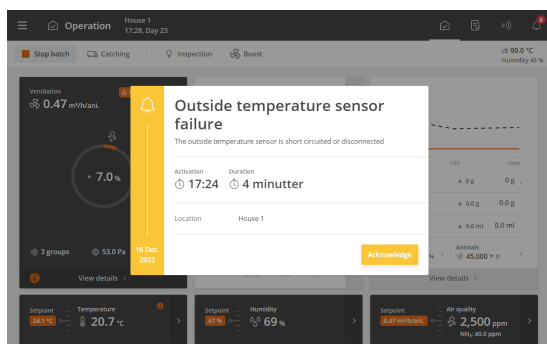 Operation
House 1
17:28, Day 23
Stop batch
Catching
Inspection
Boost
99.0 °C
Humidity 45 %
Ventilation
0.47 m³/h/ani.
7.0 %
3 groups
53.0 Pa
View details
16 Dec.
2022
Outside temperature sensor
failure
The outside temperature sensor is short circuited or disconnected
Activation
17:24
Duration
4 minutter
Location
House 1
Acknowledge
-24h
Now
0 g
0 g
0.0 g
0.0 g
0.0 ml
0.0 ml
%
Animals
45,000
0
View details
Setpoint
24.1 °C
Temperature
20.7 °C
Setpoint
67 %
Humidity
69 %
Setpoint
0.47 m³/h/ani.
Air quality
2,500 ppm
NH₃: 40.0 ppm